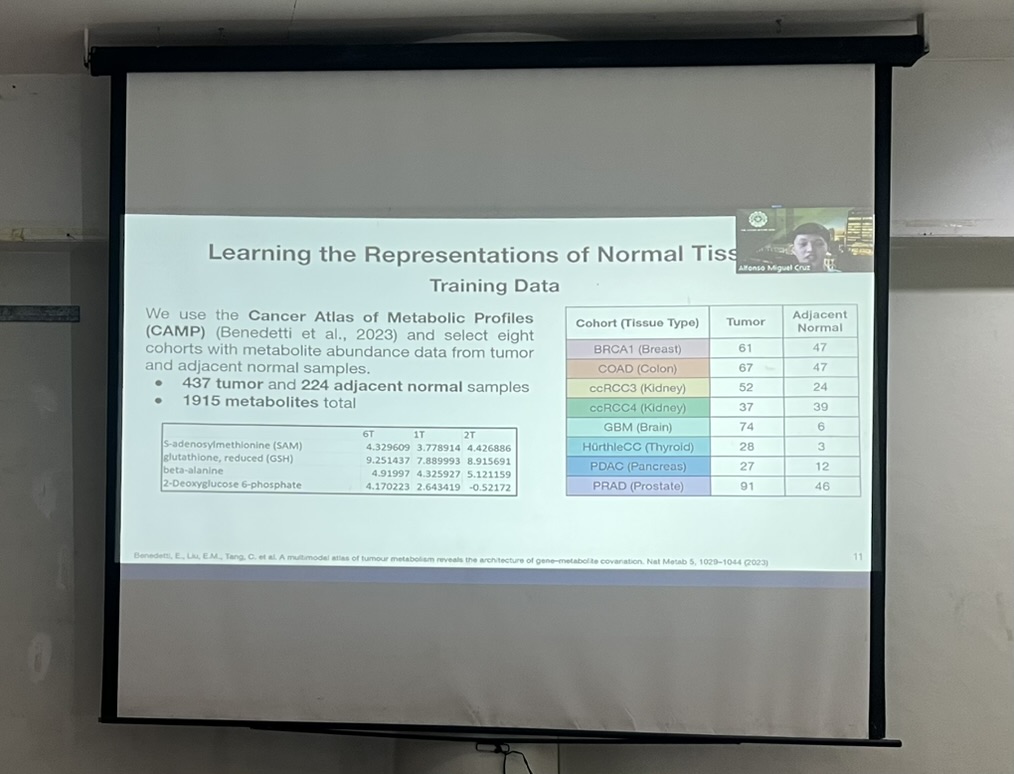 Learning the Representations of Normal Tiss
Training Data
Alfonso Miguel Cruz
We use the Cancer Atlas of Metabolic Profiles
(CAMP) (Benedetti et al., 2023) and select eight
cohorts with metabolite abundance data from tumor
and adjacent normal samples.
• 437 tumor and 224 adjacent normal samples
• 1915 metabolites total
6T 1T 2T
S-adenosylmethionine (SAM) 4.329609 3.778914 4.426886
glutathione, reduced (GSH) 9.251437 7.889993 8.915691
beta-alanine 4.91997 4.325927 5.121159
2-Deoxyglucose 6-phosphate 4.170223 2.643419 -0.52172
Cohort (Tissue Type) Tumor Adjacent Normal
BRCA1 (Breast) 61 47
COAD (Colon) 67 47
ccRCC3 (Kidney) 52 24
ccRCC4 (Kidney) 37 39
GBM (Brain) 74 6
HürthleCC (Thyroid) 28 3
PDAC (Pancreas) 27 12
PRAD (Prostate) 91 46
Benedetti, E., Liu, E.M., Tang, C. et al. A multimodal atlas of tumour metabolism reveals the architecture of gene–metabolite covariation. Nat Metab 5, 1029–1044 (2023)
11